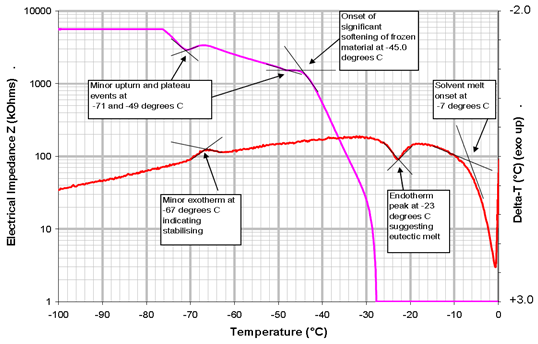 10000
1000
100
10
1
Electrical Impedance Z (kOhms) .
-2.0
+3.0
Delta-T (°C) (exo up) .
Onset of
significant
softening of frozen
material at -45.0
degrees C
Minor upturn and plateau
events at
-71 and -49 degrees C
Solvent melt
onset at
-7 degrees C
Minor exotherm at
-67 degrees C
indicating
stabilising
Endotherm
peak at -23
degrees C
suggesting
eutectic melt
-100 -90 -80 -70 -60 -50 -40 -30 -20 -10 0
Temperature (°C)